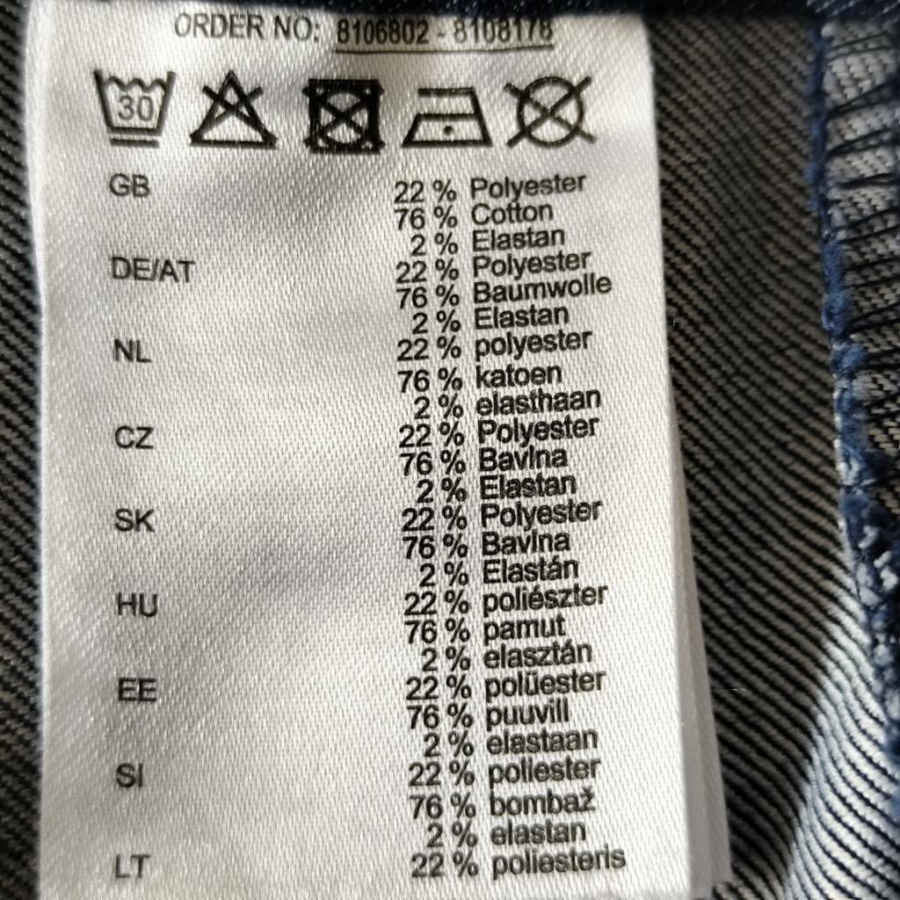 ORDER NO: 8106802 - 8108178
30
GB 22 % Polyester
76 % Cotton
2 % Elastan
DE/AT 22 % Polyester
76 % Baumwolle
2 % Elastan
NL 22 % polyester
76 % katoen
2 % elasthaan
CZ 22 % Polyester
76 % Bavlna
2 % Elastan
SK 22 % Polyester
76 % Bavlna
2 % Elastán
HU 22 % poliészter
76 % pamut
2 % elasztán
EE 22 % polüester
76 % puuvill
2 % elastaan
SI 22 % poliester
76 % bombaž
2 % elastan
LT 22 % poliesteris